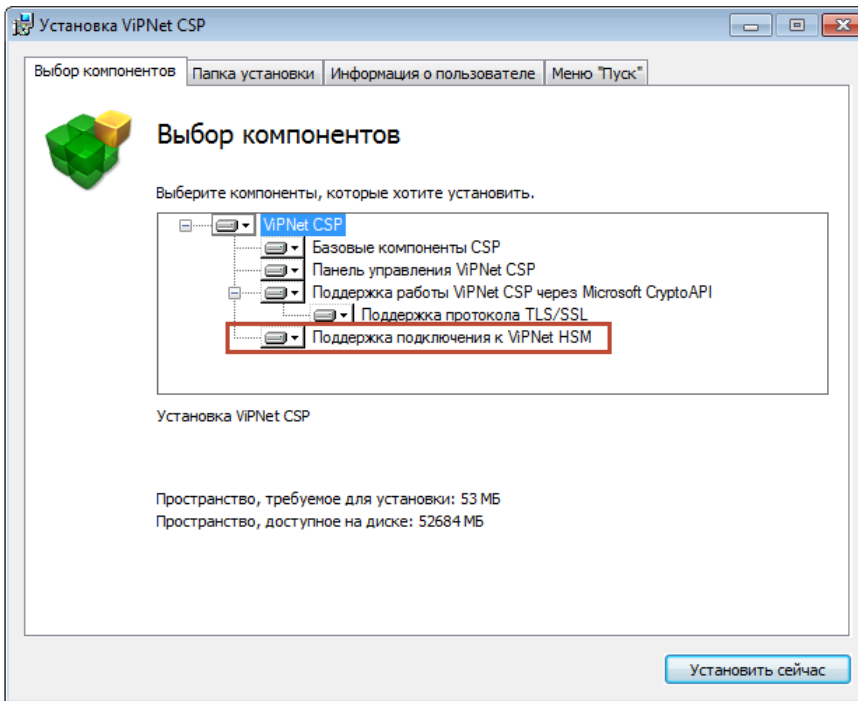 Установка ViPNet CSP
Выбор компонентов
Папка установки
Информация о пользователе
Меню "Пуск"
Выбор компонентов
Выберите компоненты, которые хотите установить.
ViPNet CSP
Базовые компоненты CSP
Панель управления ViPNet CSP
Поддержка работы ViPNet CSP через Microsoft CryptoAPI
Поддержка протокола TLS/SSL
Поддержка подключения к ViPNet HSM
Установка ViPNet CSP
Пространство, требуемое для установки: 53 МБ
Пространство, доступное на диске: 52684 МБ
Установить сейчас